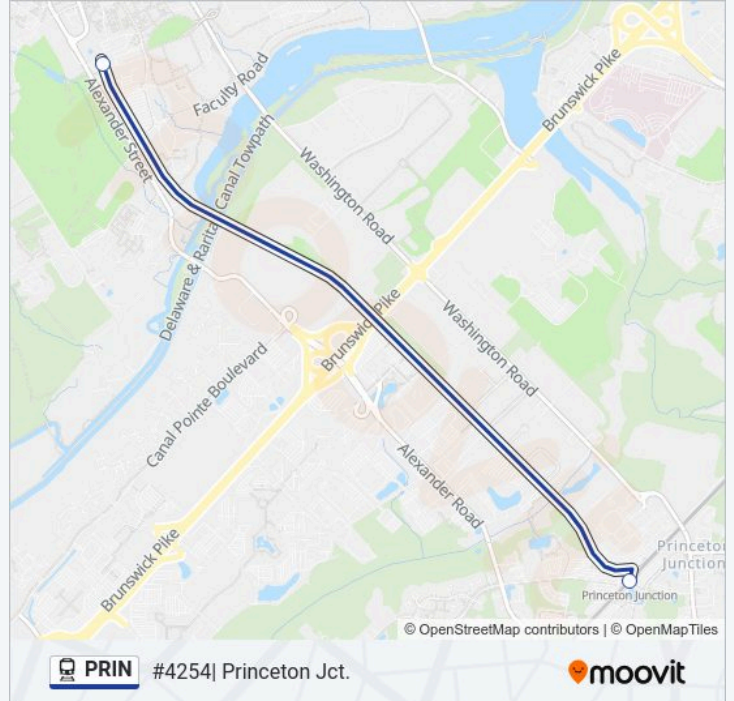 Faculty Road
Alexander Street
Brunswick Pike
Delaware & Raritan Canal Towpath
Washington Road
Brunswick Pike
Washington Road
Canal Pointe Boulevard
Alexander Road
Brunswick Pike
Princeton
Junction
Princeton Junction
© OpenStreetMap contributors | © OpenMapTiles
PRIN #4254| Princeton Jct.
moovit